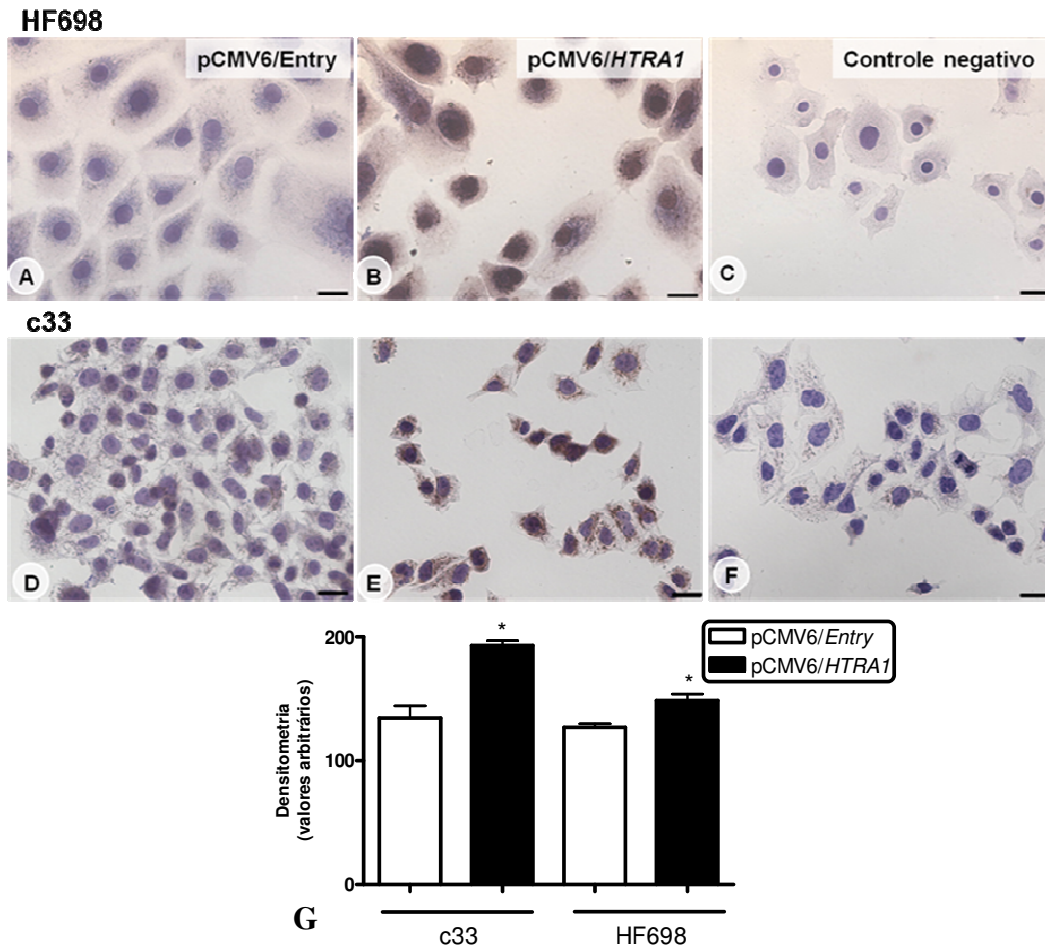 HF698
pCMV6/Entry
pCMV6/HTRA1
Controle negativo
A
B
C
c33
D
E
F
200
100
0
Densitometria
(valores arbitrários)
*
*
pCMV6/Entry
pCMV6/HTRA1
G
c33
HF698